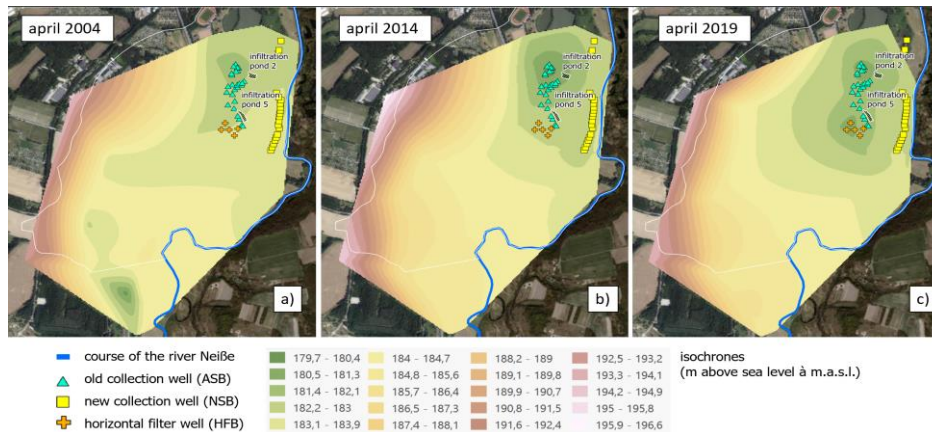 april 2004
april 2014
april 2019
infiltration
pond 2
infiltration
pond 5
infiltration
pond 2
infiltration
pond 5
infiltration
pond 2
infiltration
pond 5
a)
b)
c)
course of the river Neiße
old collection well (ASB)
new collection well (NSB)
horizontal filter well (HFB)
179,7 - 180,4
180,5 - 181,3
181,4 - 182,1
182,2 - 183
183,1 - 183,9
184 - 184,7
184,8 - 185,6
185,7 - 186,4
186,5 - 187,3
187,4 - 188,1
188,2 - 189
189,1 - 189,8
189,9 - 190,7
190,8 - 191,5
191,6 - 192,4
192,5 - 193,2
193,3 - 194,1
194,2 - 194,9
195 - 195,8
195,9 - 196,6
isochrones
(m above sea level à m.a.s.l.)